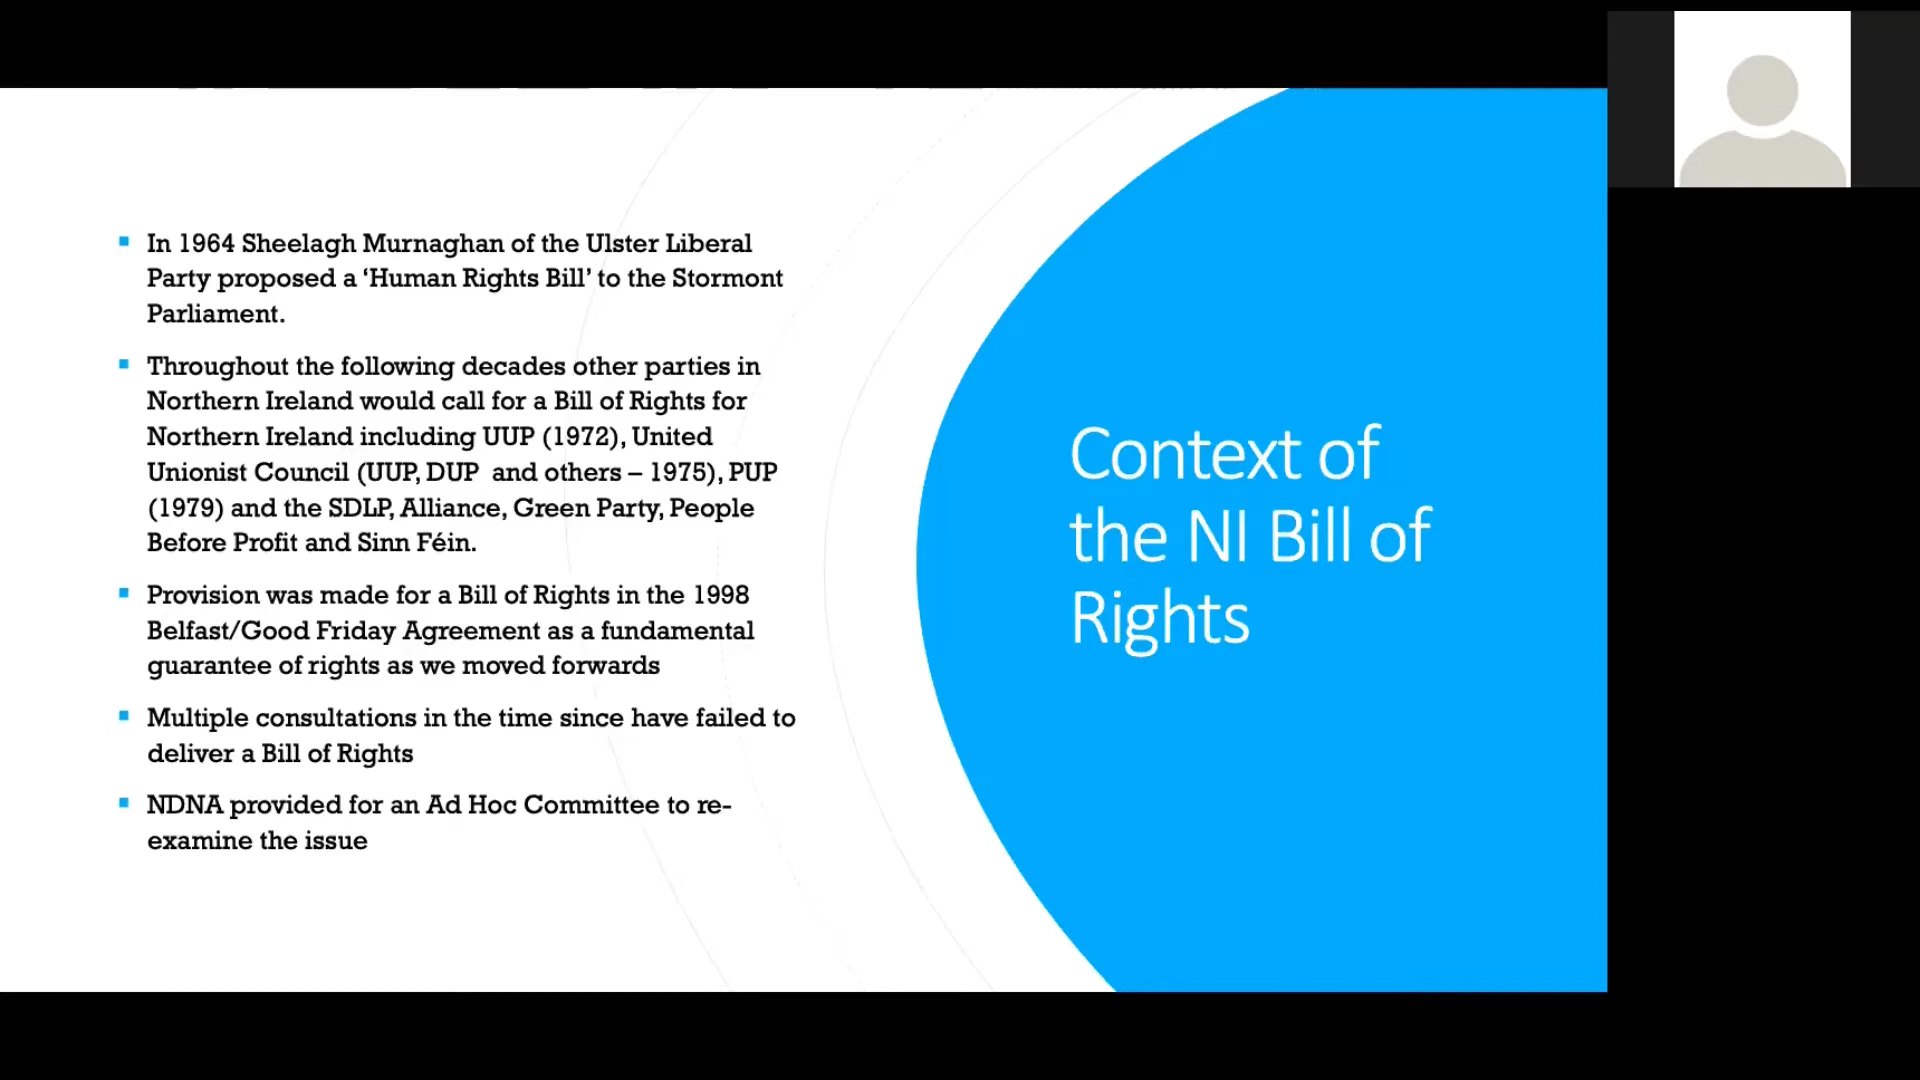 In 1964 Sheelagh Murnaghan of the Ulster Liberal
Party proposed a ‘Human Rights Bill’ to the Stormont
Parliament.
Throughout the following decades other parties in
Northern Ireland would call for a Bill of Rights for
Northern Ireland including UUP (1972), United
Unionist Council (UUP, DUP and others – 1975), PUP
(1979) and the SDLP, Alliance, Green Party, People
Before Profit and Sinn Féin.
Provision was made for a Bill of Rights in the 1998
Belfast/Good Friday Agreement as a fundamental
guarantee of rights as we moved forwards
Multiple consultations in the time since have failed to
deliver a Bill of Rights
NDNA provided for an Ad Hoc Committee to re-
examine the issue
Context of
the NI Bill of
Rights